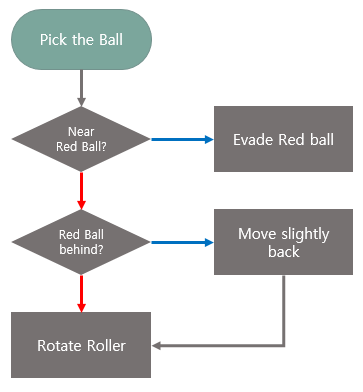 Pick the Ball
Near
Red Ball?
Evade Red ball
Red Ball
behind?
Move slightly
back
Rotate Roller